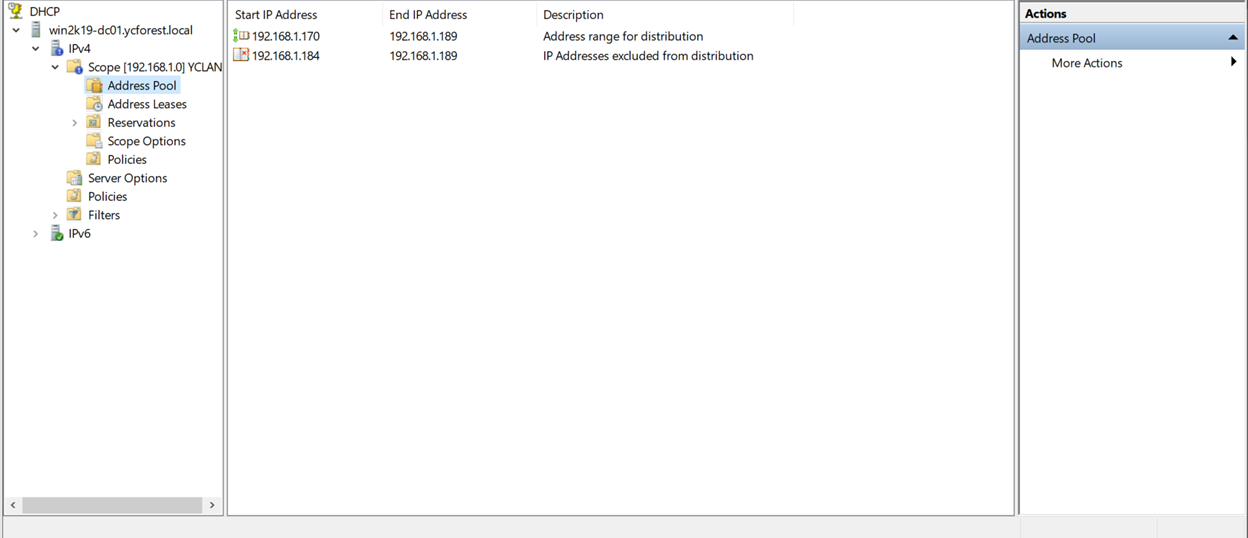 DHCP
win2k19-dc01.ycforest.local
IPv4
Scope [192.168.1.0] YCLAN
Address Pool
Address Leases
Reservations
Scope Options
Policies
Server Options
Policies
Filters
IPv6
Start IP Address End IP Address Description
192.168.1.170 192.168.1.189 Address range for distribution
192.168.1.184 192.168.1.189 IP Addresses excluded from distribution
Actions
Address Pool
More Actions